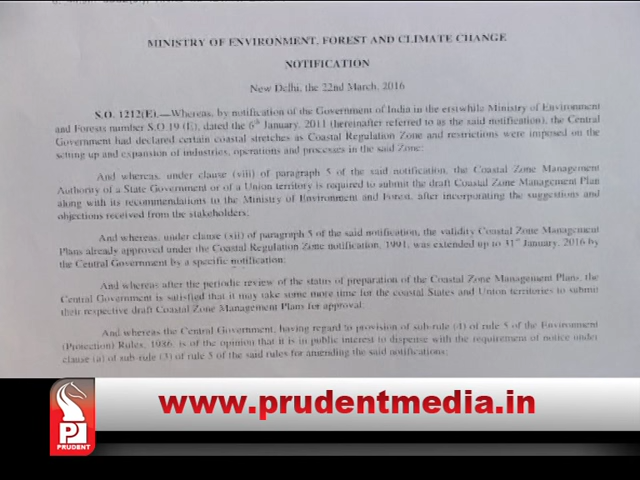 MINISTRY OF ENVIRONMENT, FOREST AND CLIMATE CHANGE
NOTIFICATION
New Delhi, the 22nd March, 2016
S.O. 1212(E).—Whereas, by notification of the Government of India in the erstwhile Ministry of Environment
and Forests number S.O.19 (E), dated the 6th January, 2011 (hereinafter referred to as the said notification), the Central
Government had declared certain coastal stretches as Coastal Regulation Zone and restrictions were imposed on the
setting up and expansion of industries, operations and processes in the said Zone;
And whereas, under clause (viii) of paragraph 5 of the said notification, the Coastal Zone Management
Authority of a State Government or of a Union territory is required to submit the draft Coastal Zone Management Plan
along with its recommendations to the Ministry of Environment and Forest, after incorporating the suggestions and
objections received from the stakeholders;
And whereas, under clause (xii) of paragraph 5 of the said notification, the validity Coastal Zone Management
Plans already approved under the Coastal Regulation Zone notification, 1991, was extended up to 31st January, 2016 by
the Central Government by a specific notification;
And whereas after the periodic review of the status of preparation of the Coastal Zone Management Plans, the
Central Government is satisfied that it may take some more time for the coastal States and Union territories to submit
their respective draft Coastal Zone Management Plans for approval;
And whereas the Central Government, having regard to provision of sub-rule (4) of rule 5 of the Environment
(Protection) Rules, 1986, is of the opinion that it is in public interest to dispense with the requirement of notice under
clause (a) of sub-rule (3) of rule 5 of the said rules for amending the said notifications;
www.prudentmedia.in
PRUDENT